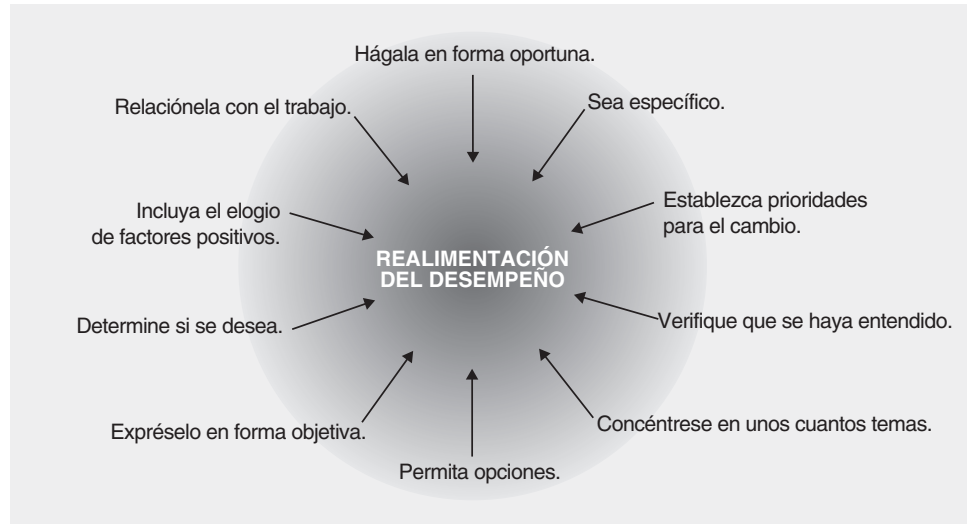 Hágala en forma oportuna.
Relaciónela con el trabajo.
Sea específico.
Incluya el elogio
de factores positivos.
Establezca prioridades
para el cambio.
REALIMENTACIÓN
DEL DESEMPEÑO
Determine si se desea.
Verifique que se haya entendido.
Expréselo en forma objetiva.
Concéntrese en unos cuantos temas.
Permita opciones.